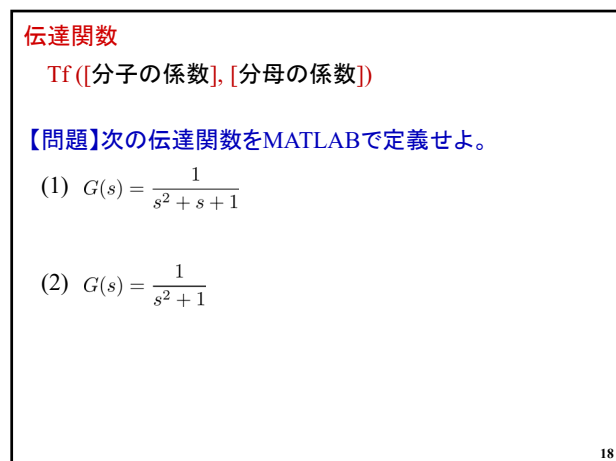 伝達関数
Tf ([分子の係数], [分母の係数])
【問題】次の伝達関数をMATLABで定義せよ。
(1) G(s) = \frac{1}{s^2 + s + 1}
(2) G(s) = \frac{1}{s^2 + 1}
18